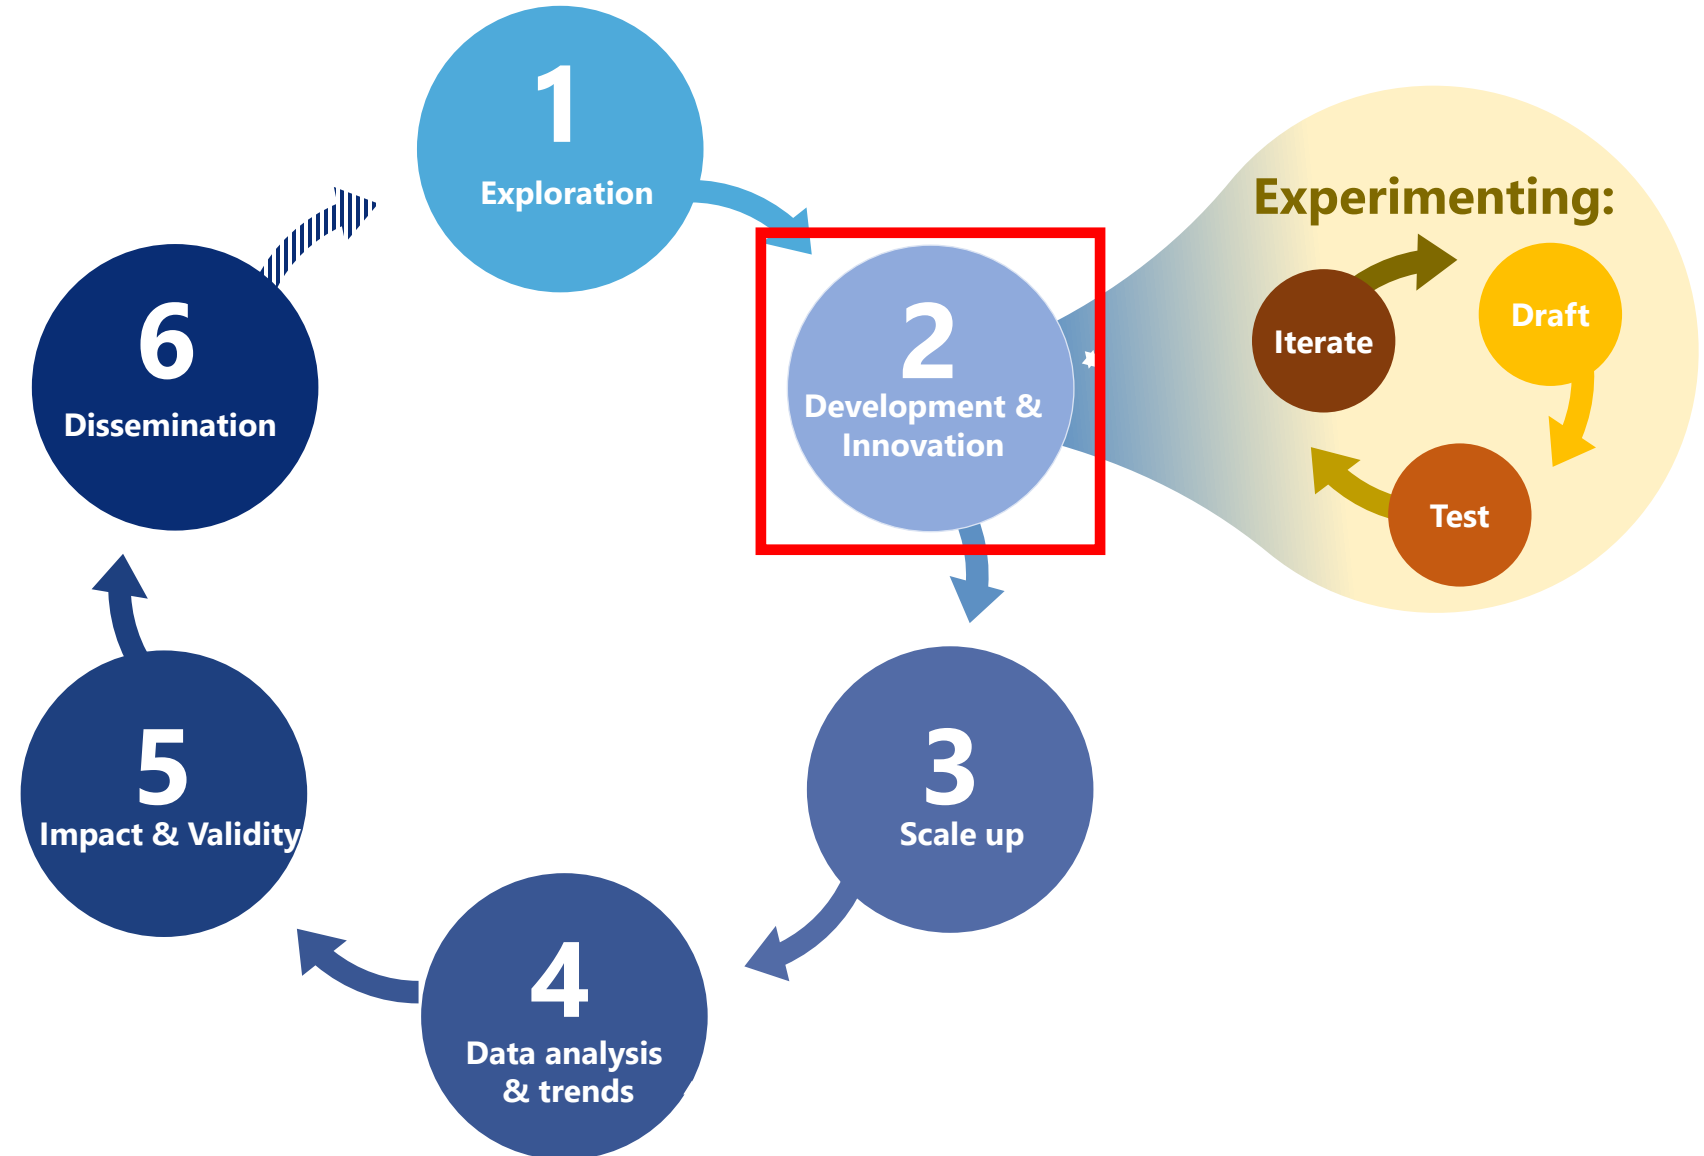 1
Exploration
2
Development &
Innovation
3
Scale up
4
Data analysis
& trends
5
Impact & Validity
6
Dissemination
Experimenting:
Draft
Test
Iterate